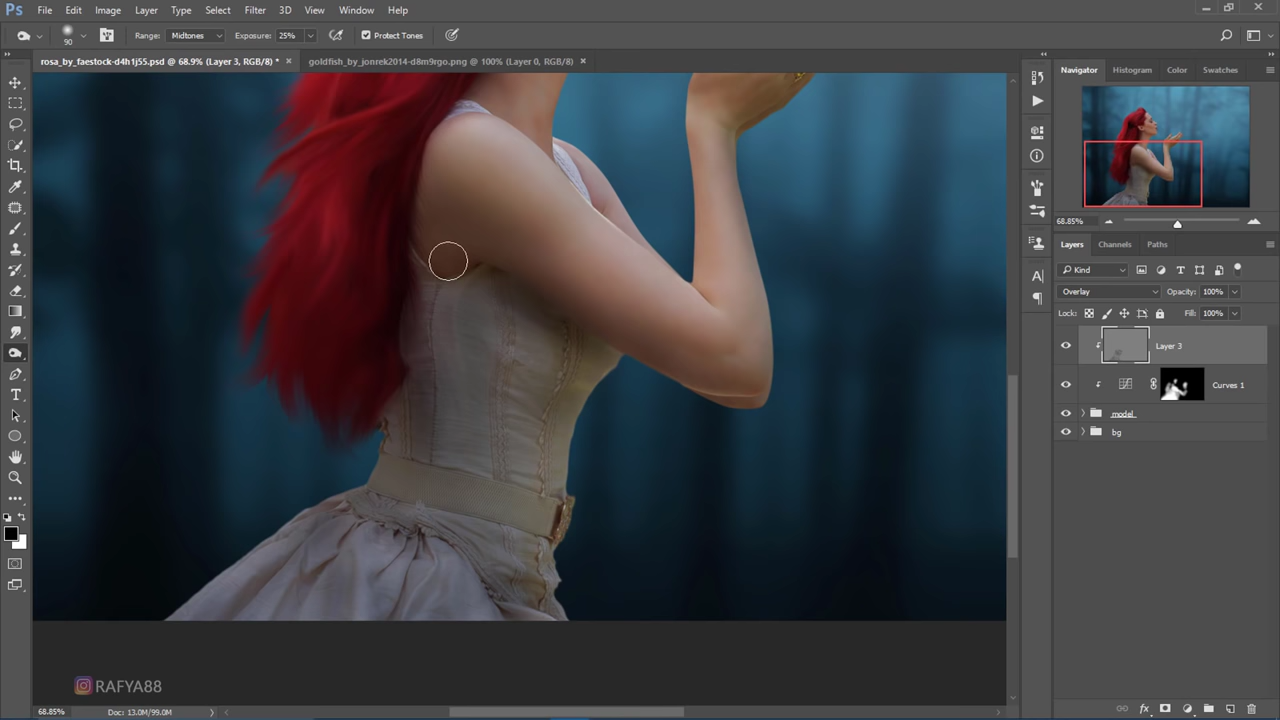 Ps File Edit Image Layer Type Select Filter 3D View Window Help
90 Range: Midtones Exposure: 25% Protect Tones
rosa_by_faestock-d4h1j55.psd @ 68.9% (Layer 3, RGB/8) * × goldfish_by_jonrek2014-d8m9rgo.png @ 100% (Layer 0, RGB/8) ×
Navigator Histogram Color Swatches
68.85%
Layers Channels Paths
Kind
Overlay Opacity: 100%
Lock: Fill: 100%
Layer 3
Curves 1
model
bg
RAFYA88
68.85% Doc: 13.0M/99.0M